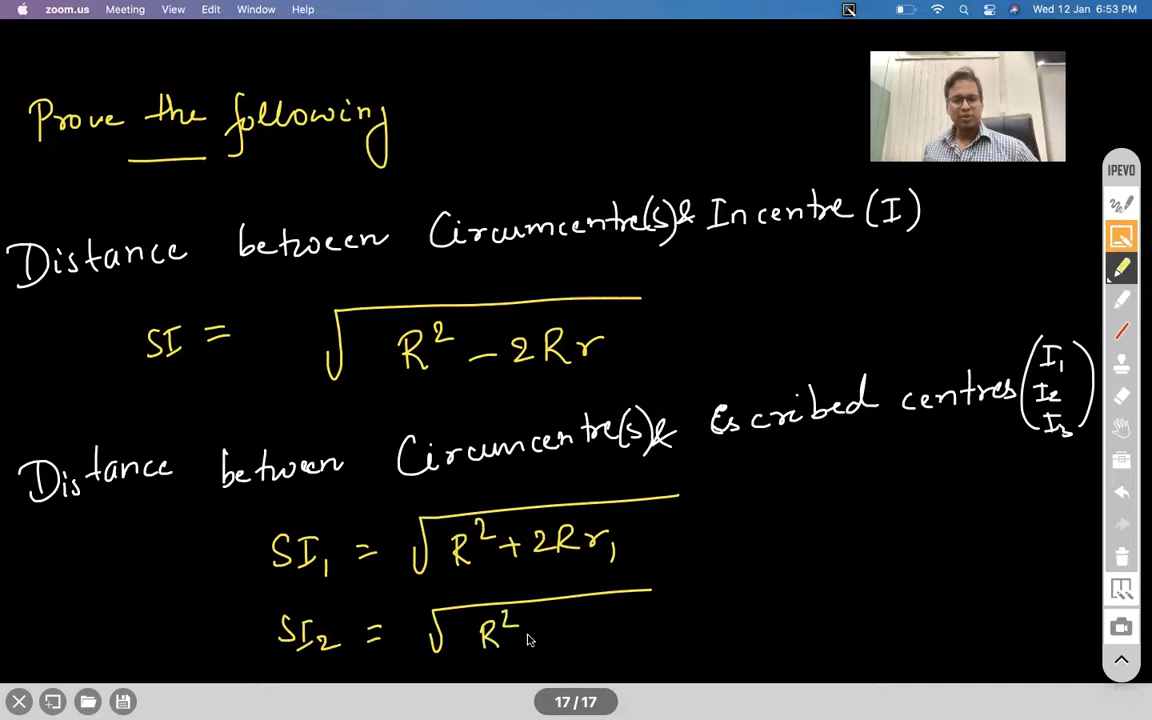 zoom.us Meeting View Edit Window Help Wed 12 Jan 6:53 PM
Prove the following
IPEVO
Distance between Circumcentre(s) & Incentre (I)
SI = √(R² – 2Rr)
Distance between Circumcentre(s) & Escribed centres (I₁ I₂ I₃)
SI₁ = √(R² + 2Rr₁)
SI₂ = √(R²
17/17